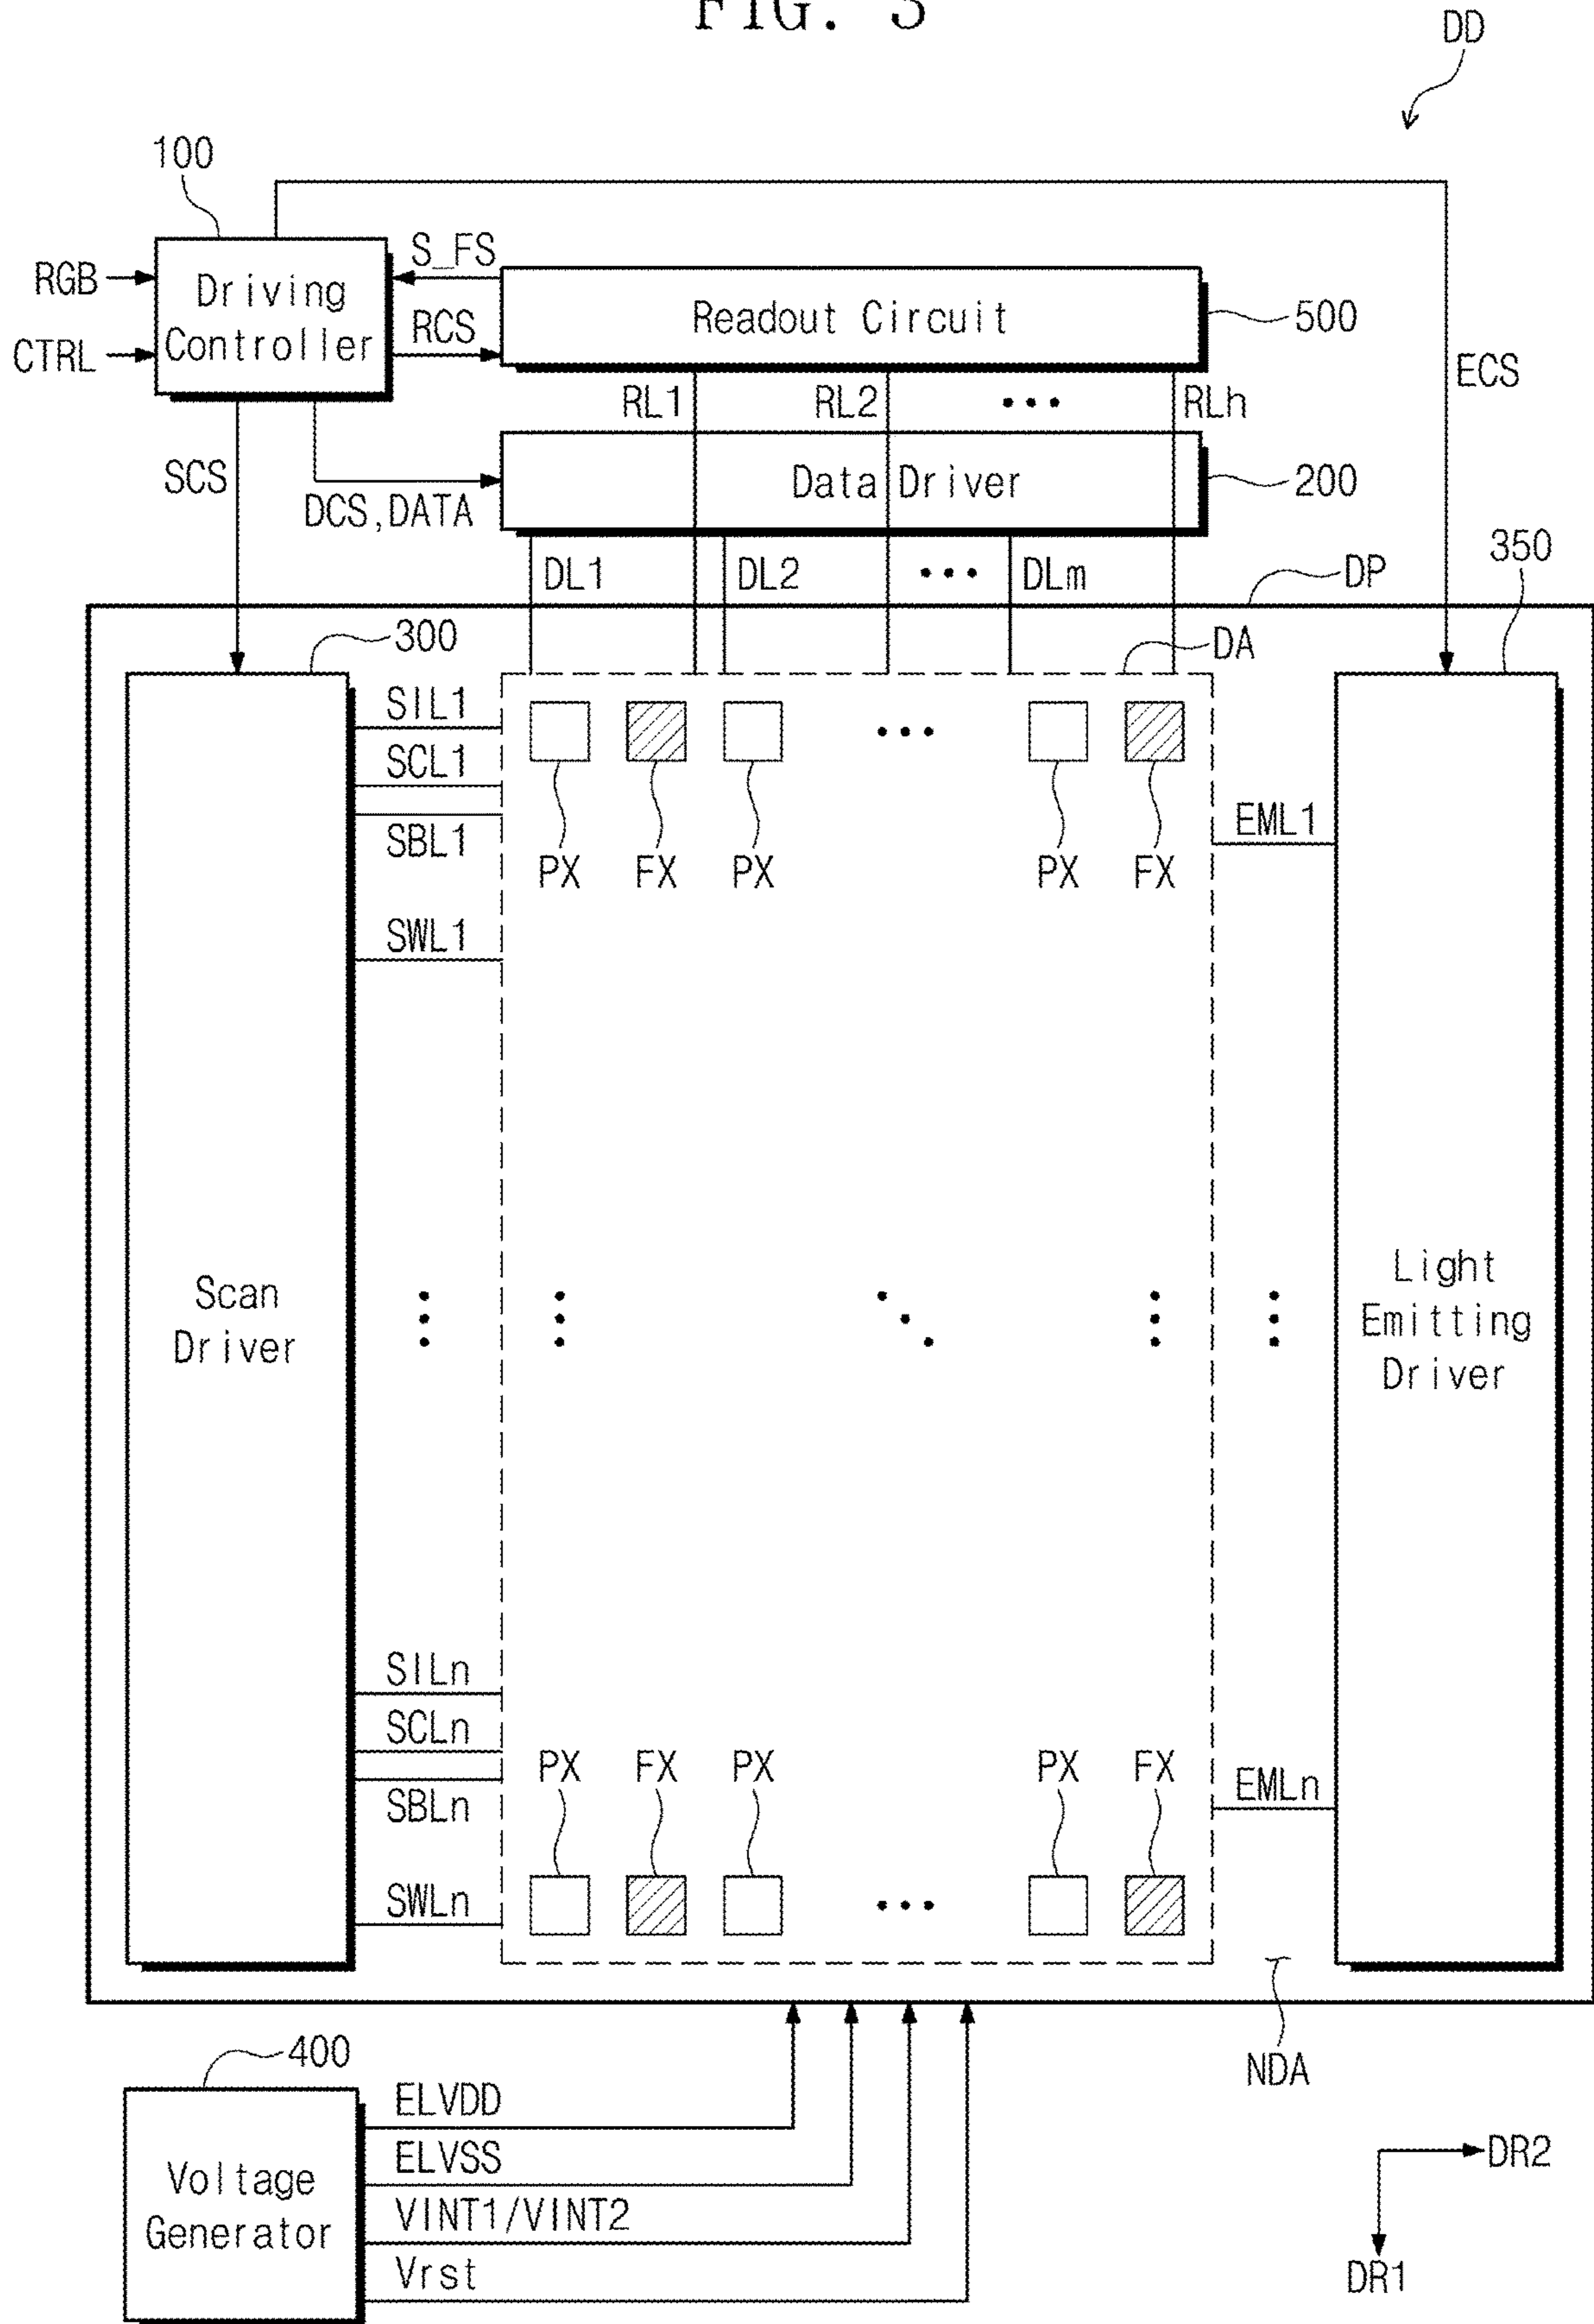 FIG. 3
DD
100
RGB
CTRL
Driving
Controller
S_FS
RCS
Readout Circuit
500
ECS
RL1
RL2
RLh
SCS
DCS,DATA
Data Driver
200
DL1
DL2
DLm
DP
350
300
DA
SIL1
SCL1
SBL1
SWL1
PX
FX
PX
PX
FX
EML1
Scan
Driver
Light
Emitting
Driver
SILn
SCLn
SBLn
SWLn
PX
FX
PX
PX
FX
EMLn
NDA
400
Voltage
Generator
ELVDD
ELVSS
VINT1/VINT2
Vrst
DR2
DR1